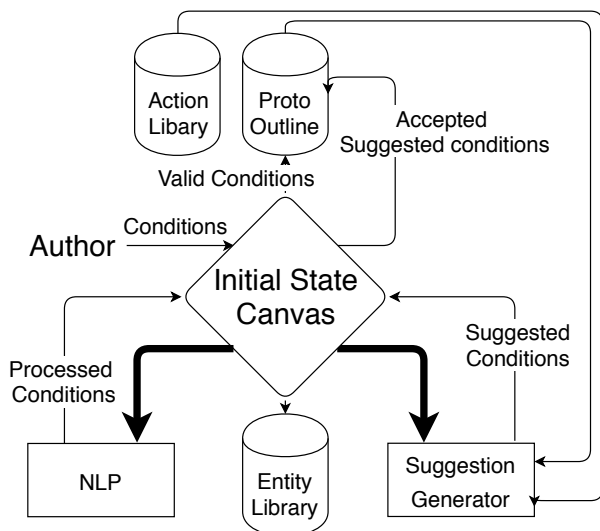 Action
Libary
Proto
Outline
Accepted
Suggested conditions
Valid Conditions
Conditions
Author
Initial State
Canvas
Processed
Conditions
Suggested
Conditions
NLP
Entity
Library
Suggestion
Generator